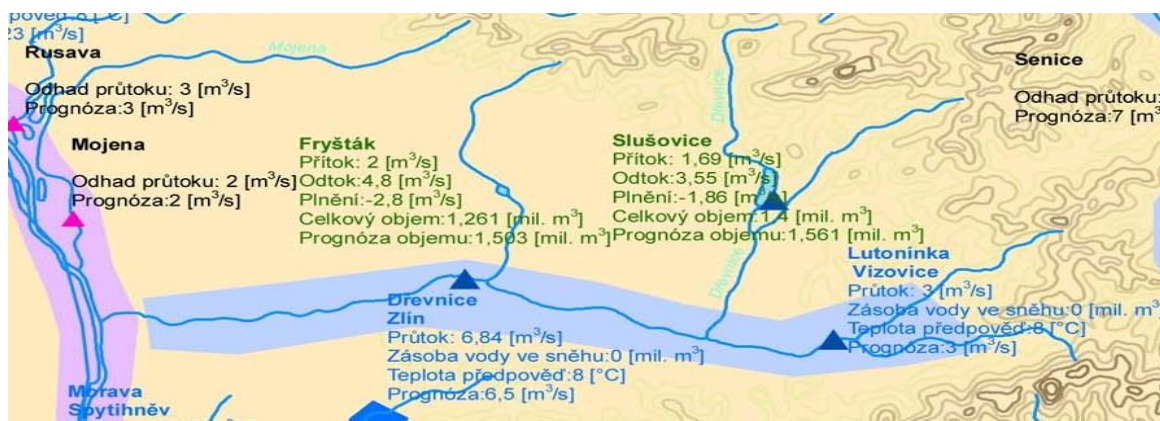 23 [m³/s]
Rusava
Odhad průtoku: 3 [m³/s]
Prognóza:3 [m³/s]
Mojena
Mojena
Odhad průtoku: 2 [m³/s]
Prognóza:2 [m³/s]
Fryšták
Přítok: 2 [m³/s]
Odtok:4,8 [m³/s]
Plnění:-2,8 [m³/s]
Celkový objem:1,261 [mil. m³]
Prognóza objemu:1,503 [mil. m³]
Dřevnice
Slušovice
Přítok: 1,69 [m³/s]
Odtok:3,55 [m³/s]
Plnění:-1,86 [m³/s]
Celkový objem:1,4 [mil. m³]
Prognóza objemu:1,561 [mil. m³]
Dřevnice
Senice
Odhad průtoku:
Prognóza:7 [m³
Lutonínka
Vizovice
Průtok: 3 [m³/s]
Zásoba vody ve sněhu:0 [mil. m³
Teplota předpověď:8 [°C]
Prognóza:3 [m³/s]
Dřevnice
Zlín
Průtok: 6,84 [m³/s]
Zásoba vody ve sněhu:0 [mil. m³]
Teplota předpověď:8 [°C]
Prognóza:6,5 [m³/s]
Morava
Spytihněv